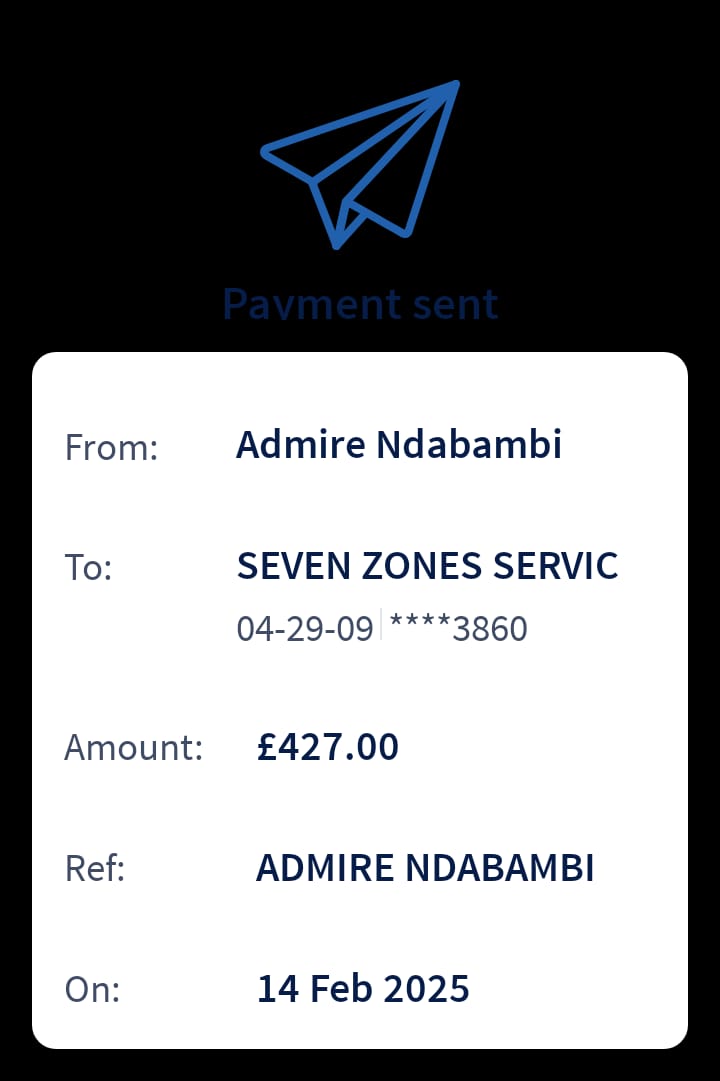 Payment sent
From: Admire Ndabambi
To: SEVEN ZONES SERVIC
04-29-09 ****3860
Amount: £427.00
Ref: ADMIRE NDABAMBI
On: 14 Feb 2025